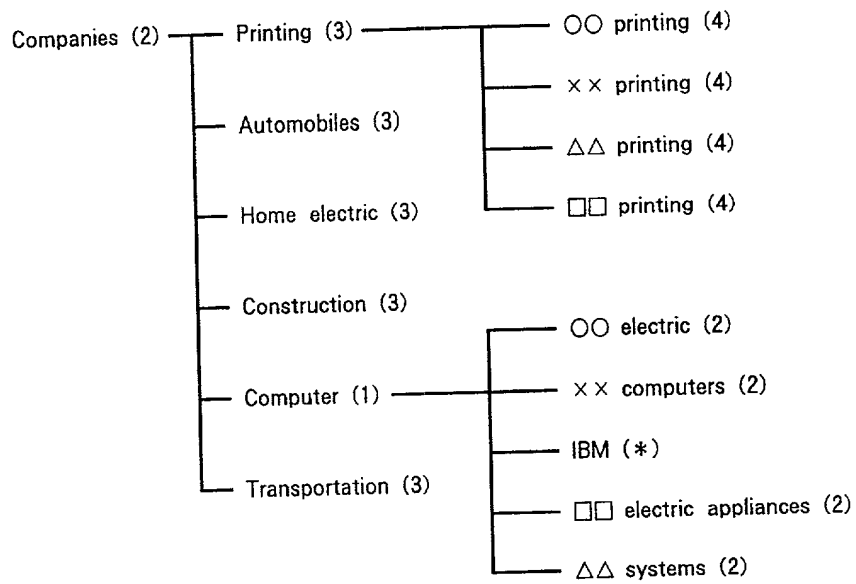 Companies (2)
Printing (3)
○○ printing (4)
×× printing (4)
Automobiles (3)
△△ printing (4)
Home electric (3)
□□ printing (4)
Construction (3)
○○ electric (2)
Computer (1)
×× computers (2)
IBM (*)
Transportation (3)
□□ electric appliances (2)
△△ systems (2)